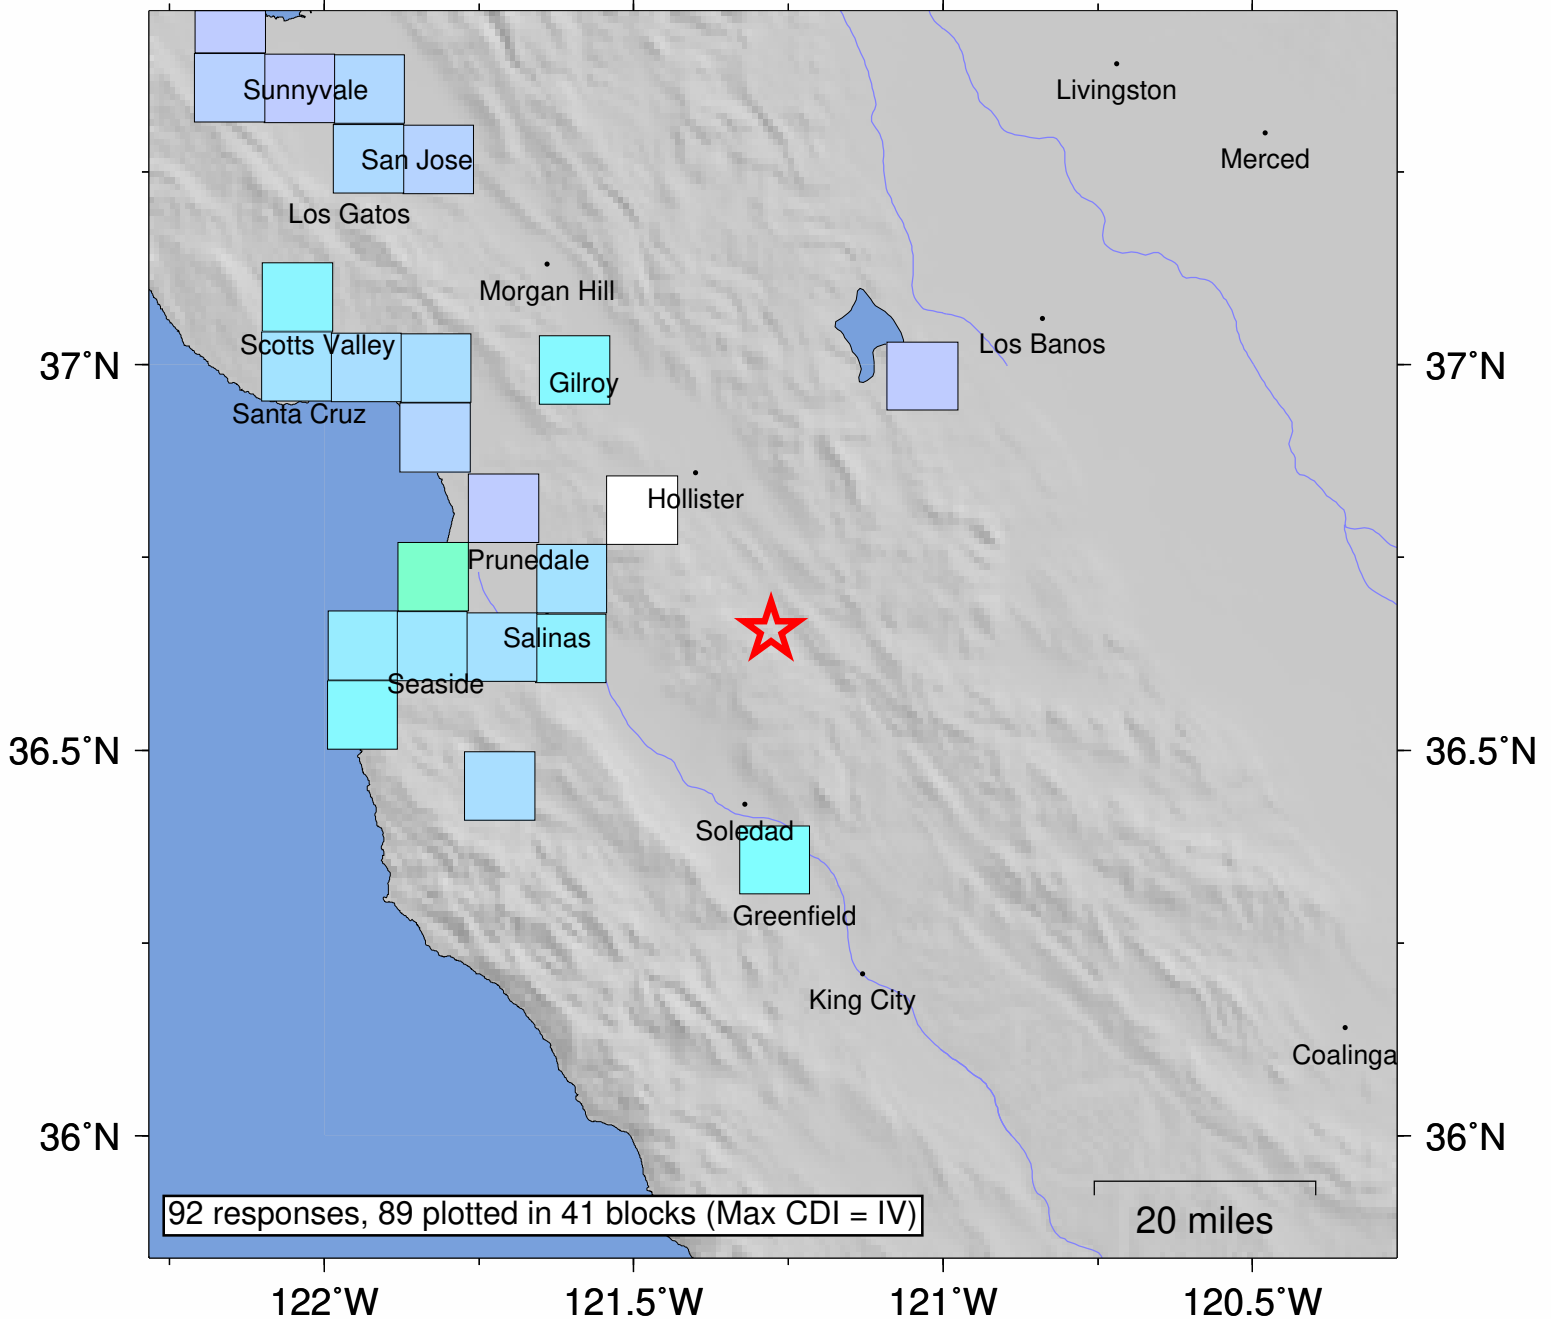 Livingston
Sunnyvale
Merced
San Jose
Los Gatos
Morgan Hill
Scotts Valley
Los Banos
37°N
37°N
Gilroy
Santa Cruz
Hollister
Prunedale
Salinas
Seaside
36.5°N
36.5°N
Soledad
Greenfield
King City
Coalinga
36°N
36°N
92 responses, 89 plotted in 41 blocks (Max CDI = IV)
20 miles
122°W
121.5°W
121°W
120.5°W